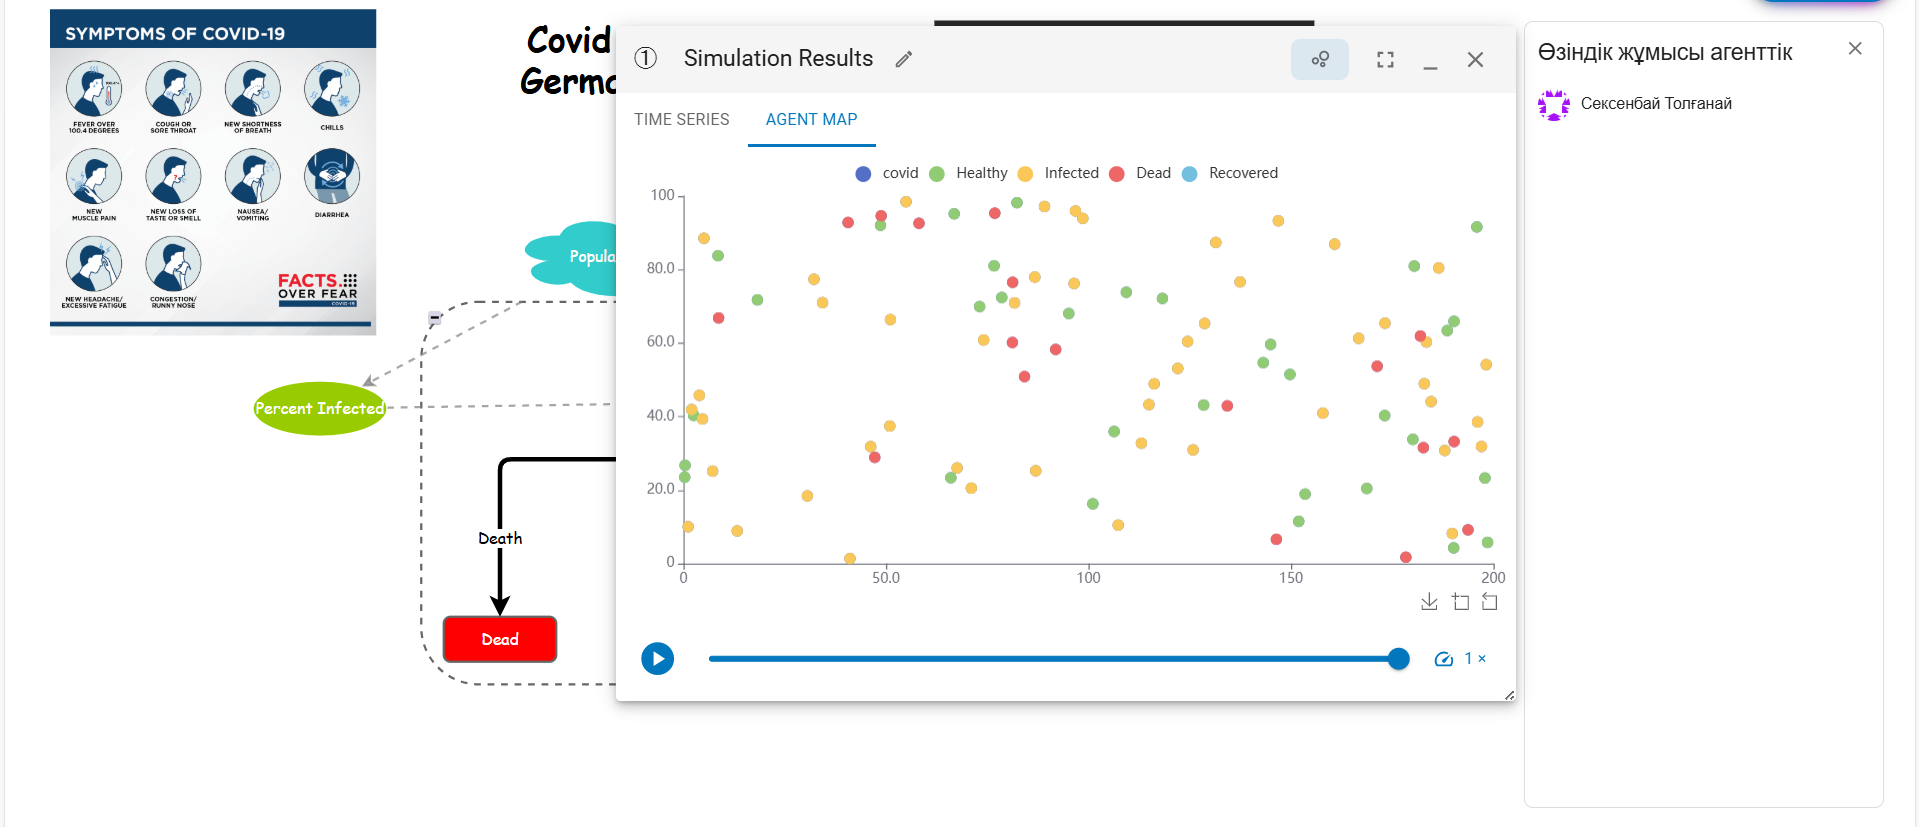 SYMPTOMS OF COVID-19
FEVER OVER
100.4 DEGREES
COUGH OR
SORE THROAT
NEW SHORTNESS
OF BREATH
CHILLS
NEW
MUSCLE PAIN
NEW LOSS OF
TASTE OR SMELL
NAUSEA/
VOMITING
DIARRHEA
NEW HEADACHE/
EXCESSIVE FATIGUE
CONGESTION/
RUNNY NOSE
FACTS.
OVER FEAR
COVID-19
Covid
Germa
Popula
Percent Infected
Death
Dead
1 Simulation Results
TIME SERIES AGENT MAP
covid Healthy Infected Dead Recovered
100
80.0
60.0
40.0
20.0
0
0 50.0 100 150 200
1 ×
Өзіндік жұмысы агенттік
Сексенбай Толғанай